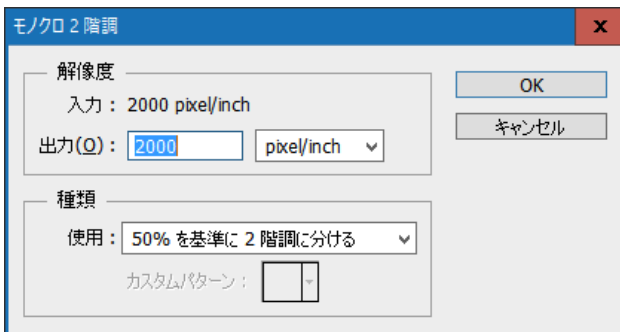 モノクロ 2 階調
x
解像度
入力： 2000 pixel/inch
出力(O)： 2000 pixel/inch
OK
キャンセル
種類
使用： 50% を基準に 2 階調に分ける
カスタムパターン：